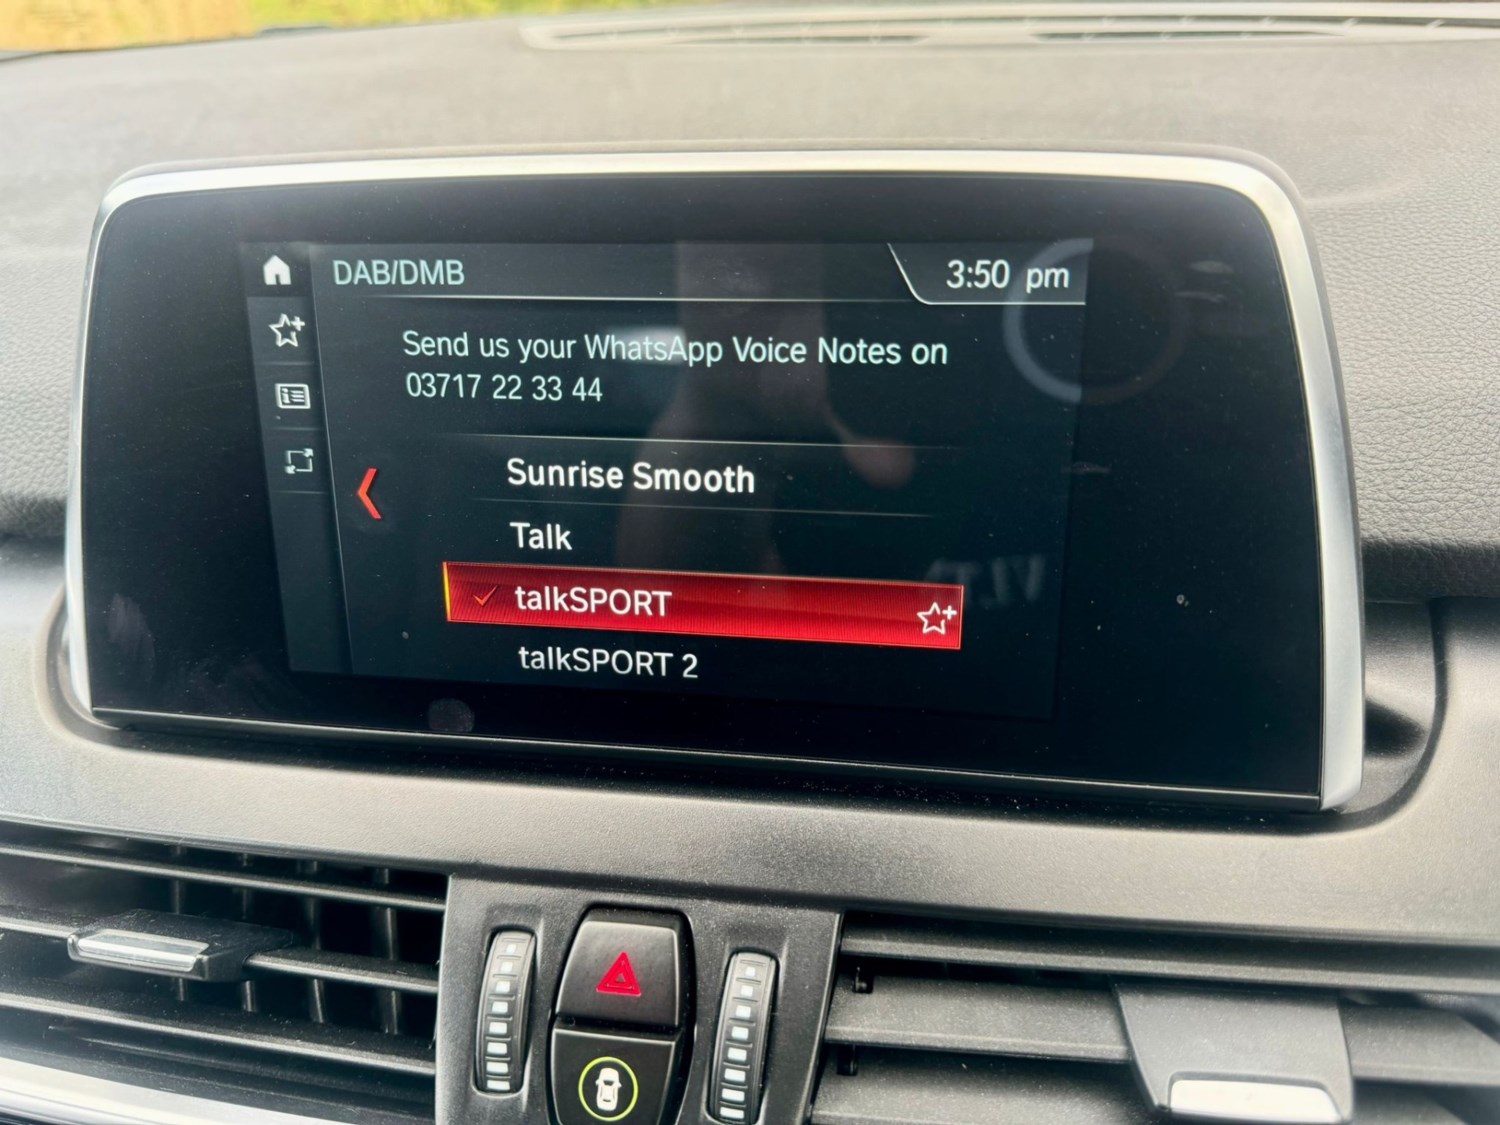 DAB/DMB
3:50 pm
Send us your WhatsApp Voice Notes on
03717 22 33 44
Sunrise Smooth
Talk
talkSPORT
talkSPORT 2